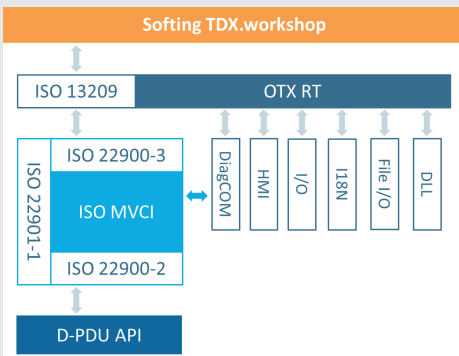 Softing TDX.workshop
ISO 13209
OTX RT
ISO 22901-1
ISO 22900-3
ISO MVCI
ISO 22900-2
DiagCOM
HMI
I/O
I18N
File I/O
DLL
D-PDU API